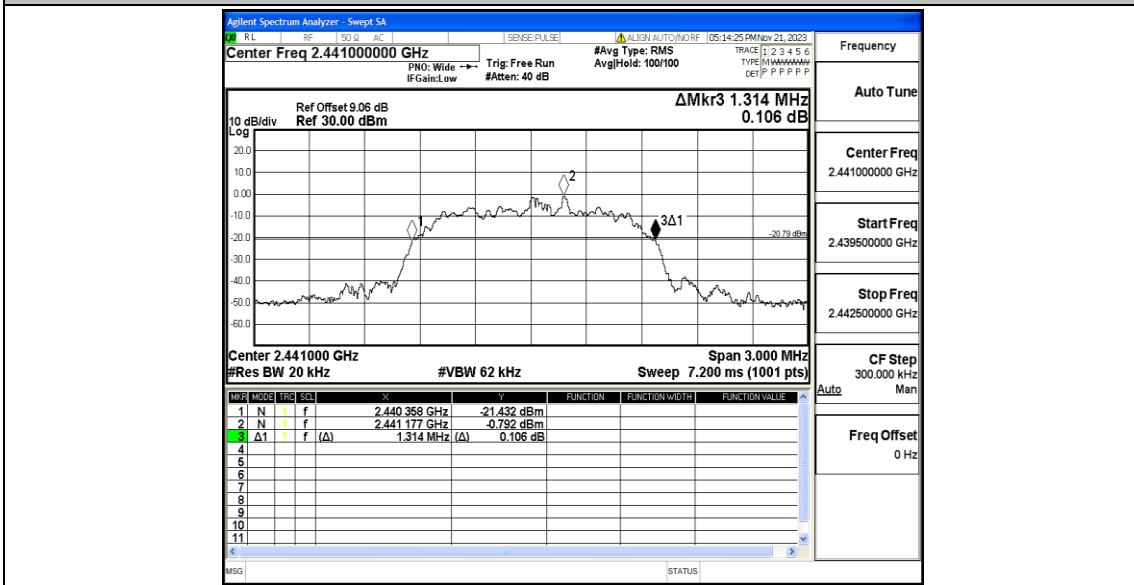 Agilent Spectrum Analyzer - Swept SA
LXI RL RF 50 Ω AC SENSE:PULSE ALIGN AUTO/NO RF 05:14:25 PM Nov 21, 2023
Center Freq 2.441000000 GHz
PNO: Wide
IFGain:Low
Trig: Free Run
#Atten: 40 dB
#Avg Type: RMS
Avg|Hold: 100/100
TRACE 1 2 3 4 5 6
TYPE M WWWWW
DET P P P P P P
Ref Offset 9.06 dB
10 dB/div Ref 30.00 dBm
Log
ΔMkr3 1.314 MHz
0.106 dB
20.0
10.0
0.00
-10.0
-20.0
-30.0
-40.0
-50.0
-60.0
1
2
3Δ1
-20.79 dBm
Center 2.441000 GHz Span 3.000 MHz
#Res BW 20 kHz #VBW 62 kHz Sweep 7.200 ms (1001 pts)
MKR MODE TRC SCL X Y FUNCTION FUNCTION WIDTH FUNCTION VALUE
1 N 1 f 2.440 358 GHz -21.432 dBm
2 N 1 f 2.441 177 GHz -0.792 dBm
3 Δ1 1 f (Δ) 1.314 MHz (Δ) 0.106 dB
4
5
6
7
8
9
10
11
MSG STATUS
Frequency
Auto Tune
Center Freq
2.441000000 GHz
Start Freq
2.439500000 GHz
Stop Freq
2.442500000 GHz
CF Step
300.000 kHz
Auto Man
Freq Offset
0 Hz